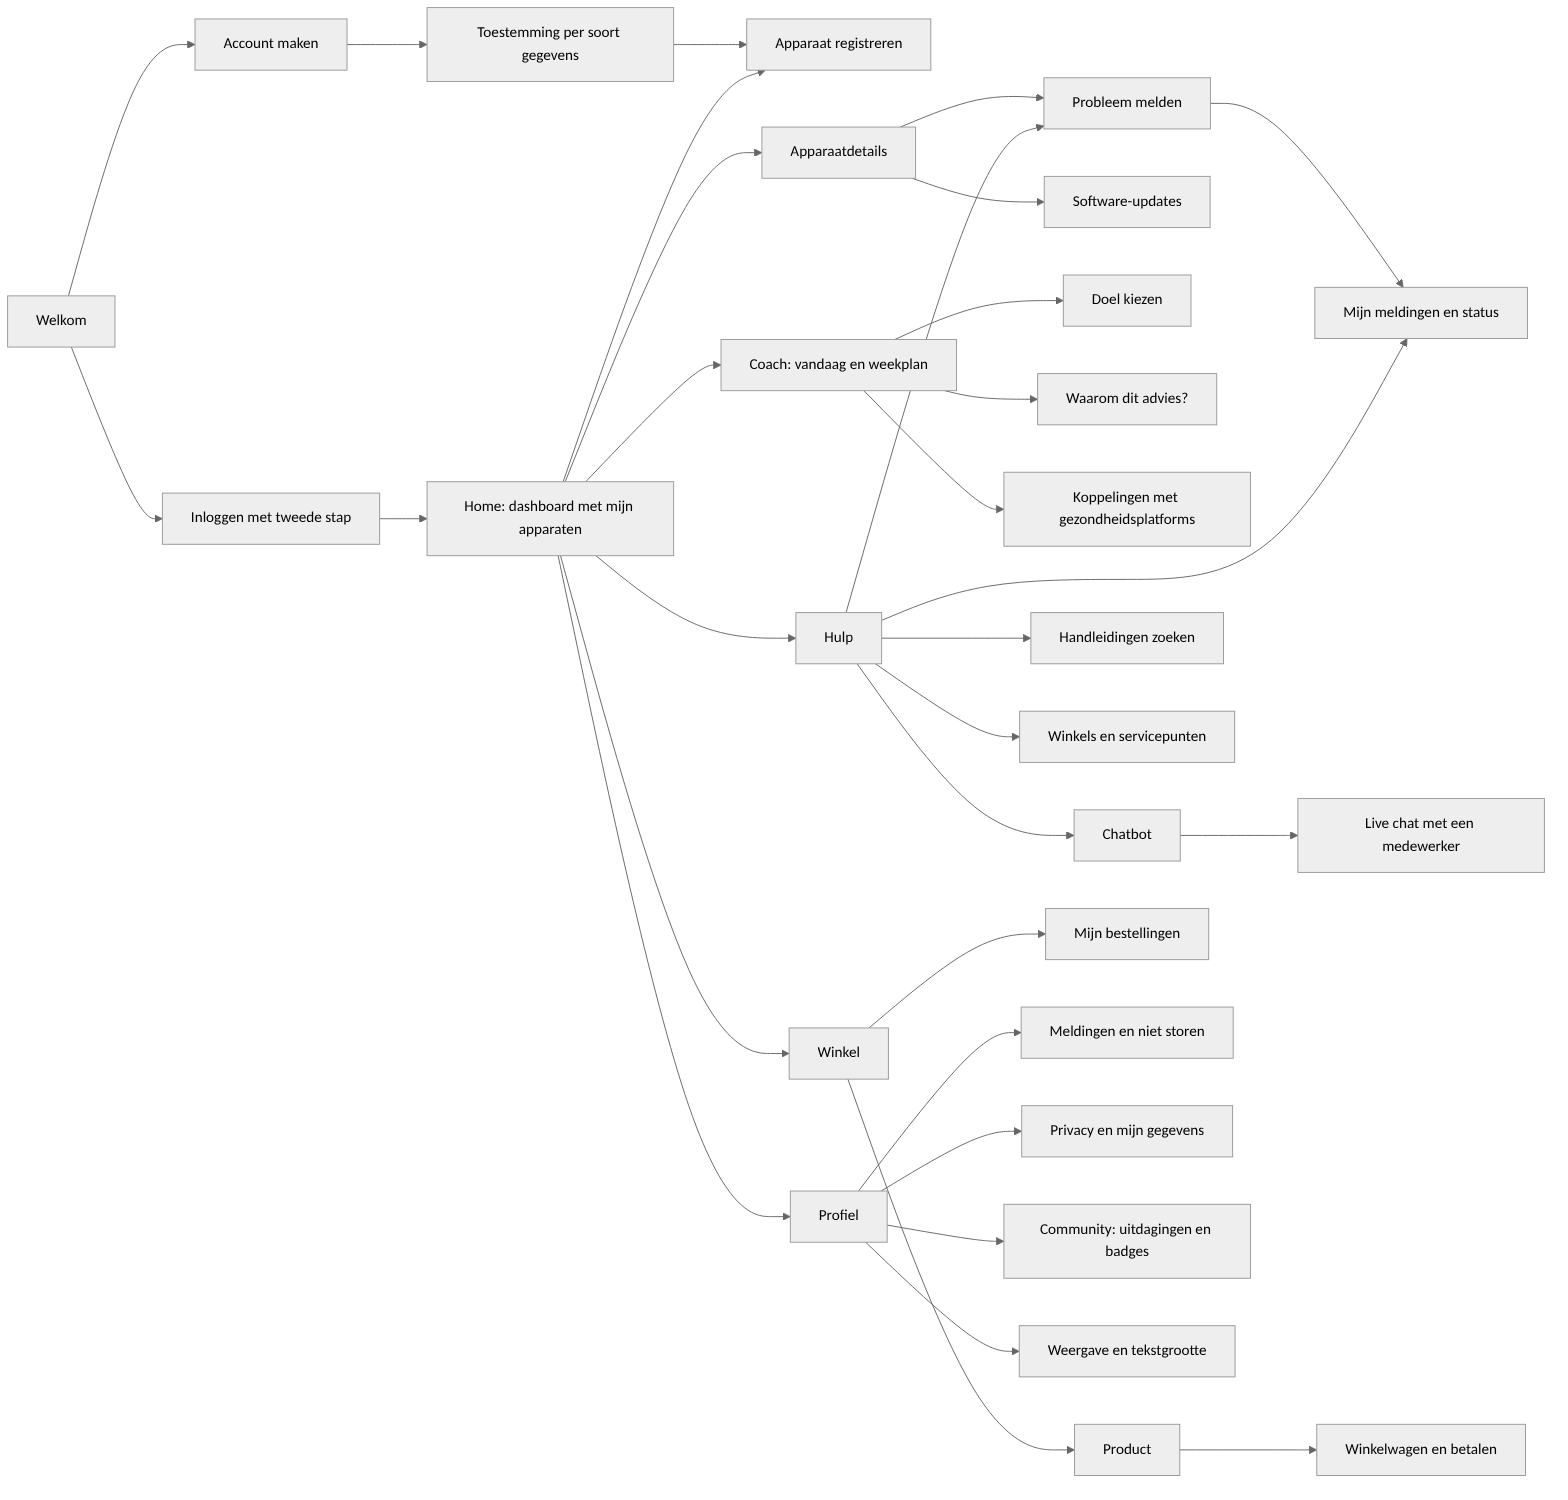 Account maken
Toestemming per soort
gegevens
Apparaat registreren
Probleem melden
Apparaatdetails
Software-updates
Doel kiezen
Welkom
Mijn meldingen en status
Coach: vandaag en weekplan
Waarom dit advies?
Koppelingen met
gezondheidsplatforms
Inloggen met tweede stap
Home: dashboard met mijn
apparaten
Hulp
Handleidingen zoeken
Winkels en servicepunten
Chatbot
Live chat met een
medewerker
Mijn bestellingen
Meldingen en niet storen
Winkel
Privacy en mijn gegevens
Profiel
Community: uitdagingen en
badges
Weergave en tekstgrootte
Product
Winkelwagen en betalen